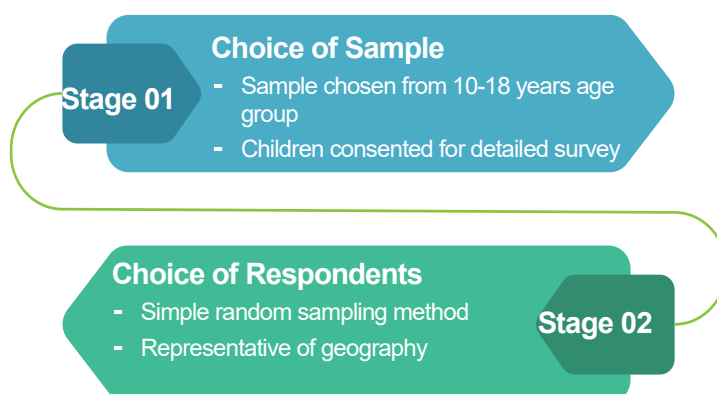 Choice of Sample
Stage 01
- Sample chosen from 10-18 years age
group
- Children consented for detailed survey
Choice of Respondents
- Simple random sampling method
- Representative of geography
Stage 02